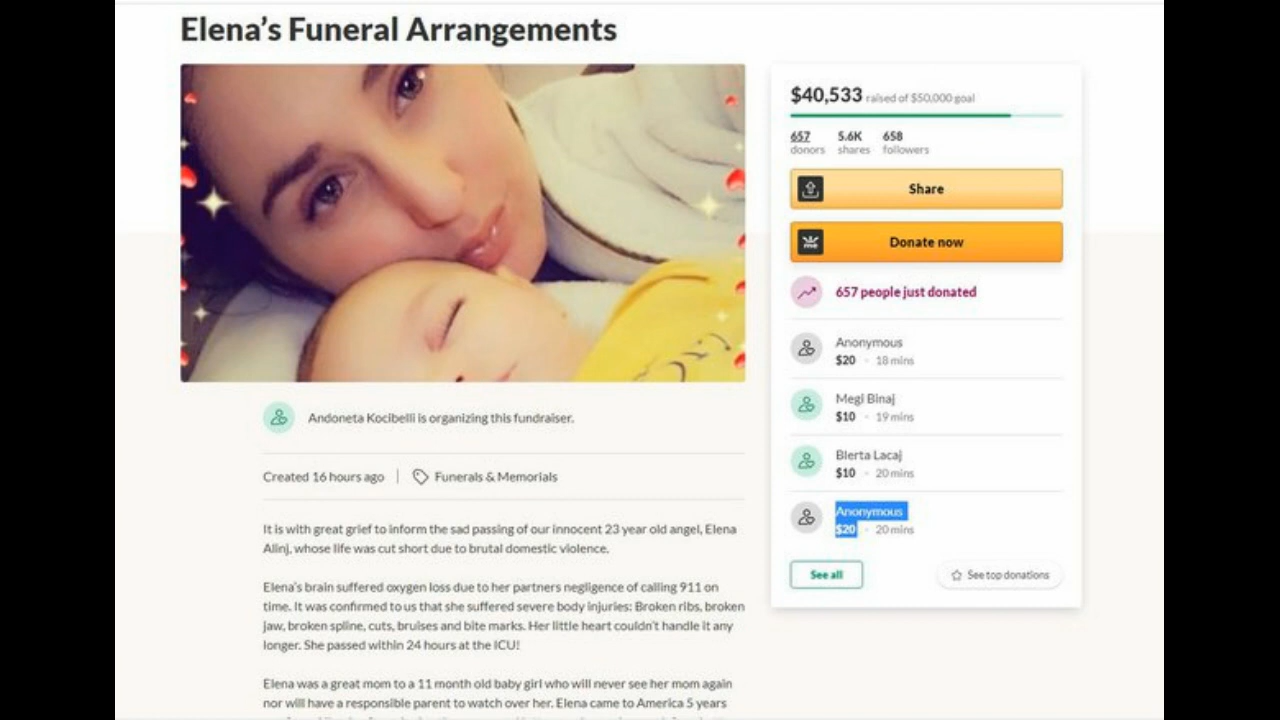 Elena’s Funeral Arrangements
$40,533 raised of $50,000 goal
657 5.6K 658
donors shares followers
Share
me Donate now
657 people just donated
Anonymous
$20 · 18 mins
Megi Binaj
$10 · 19 mins
Blerta Lacaj
$10 · 20 mins
Anonymous
$20 · 20 mins
See all See top donations
Andoneta Kocibelli is organizing this fundraiser.
Created 16 hours ago | Funerals & Memorials
It is with great grief to inform the sad passing of our innocent 23 year old angel, Elena
Alinj, whose life was cut short due to brutal domestic violence.
Elena’s brain suffered oxygen loss due to her partners negligence of calling 911 on
time. It was confirmed to us that she suffered severe body injuries: Broken ribs, broken
jaw, broken spline, cuts, bruises and bite marks. Her little heart couldn’t handle it any
longer. She passed within 24 hours at the ICU!
Elena was a great mom to a 11 month old baby girl who will never see her mom again
nor will have a responsible parent to watch over her. Elena came to America 5 years